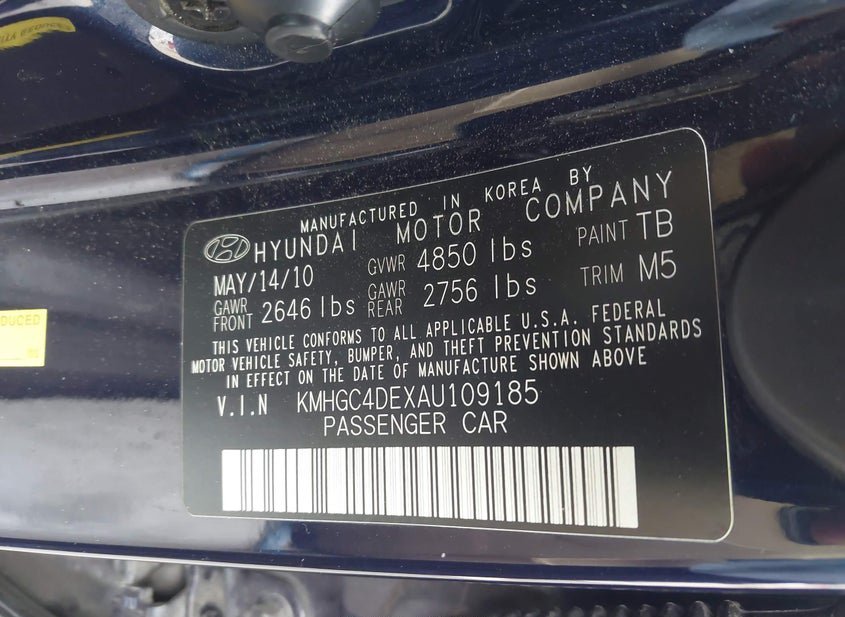 MANUFACTURED IN KOREA BY
HYUNDAI MOTOR COMPANY
MAY/14/10 GVWR 4850 lbs PAINT TB
GAWR FRONT 2646 lbs GAWR REAR 2756 lbs TRIM M5
THIS VEHICLE CONFORMS TO ALL APPLICABLE U.S.A. FEDERAL
MOTOR VEHICLE SAFETY, BUMPER, AND THEFT PREVENTION STANDARDS
IN EFFECT ON THE DATE OF MANUFACTURE SHOWN ABOVE
V.I.N KMHGC4DEXAU109185
PASSENGER CAR
DUCED